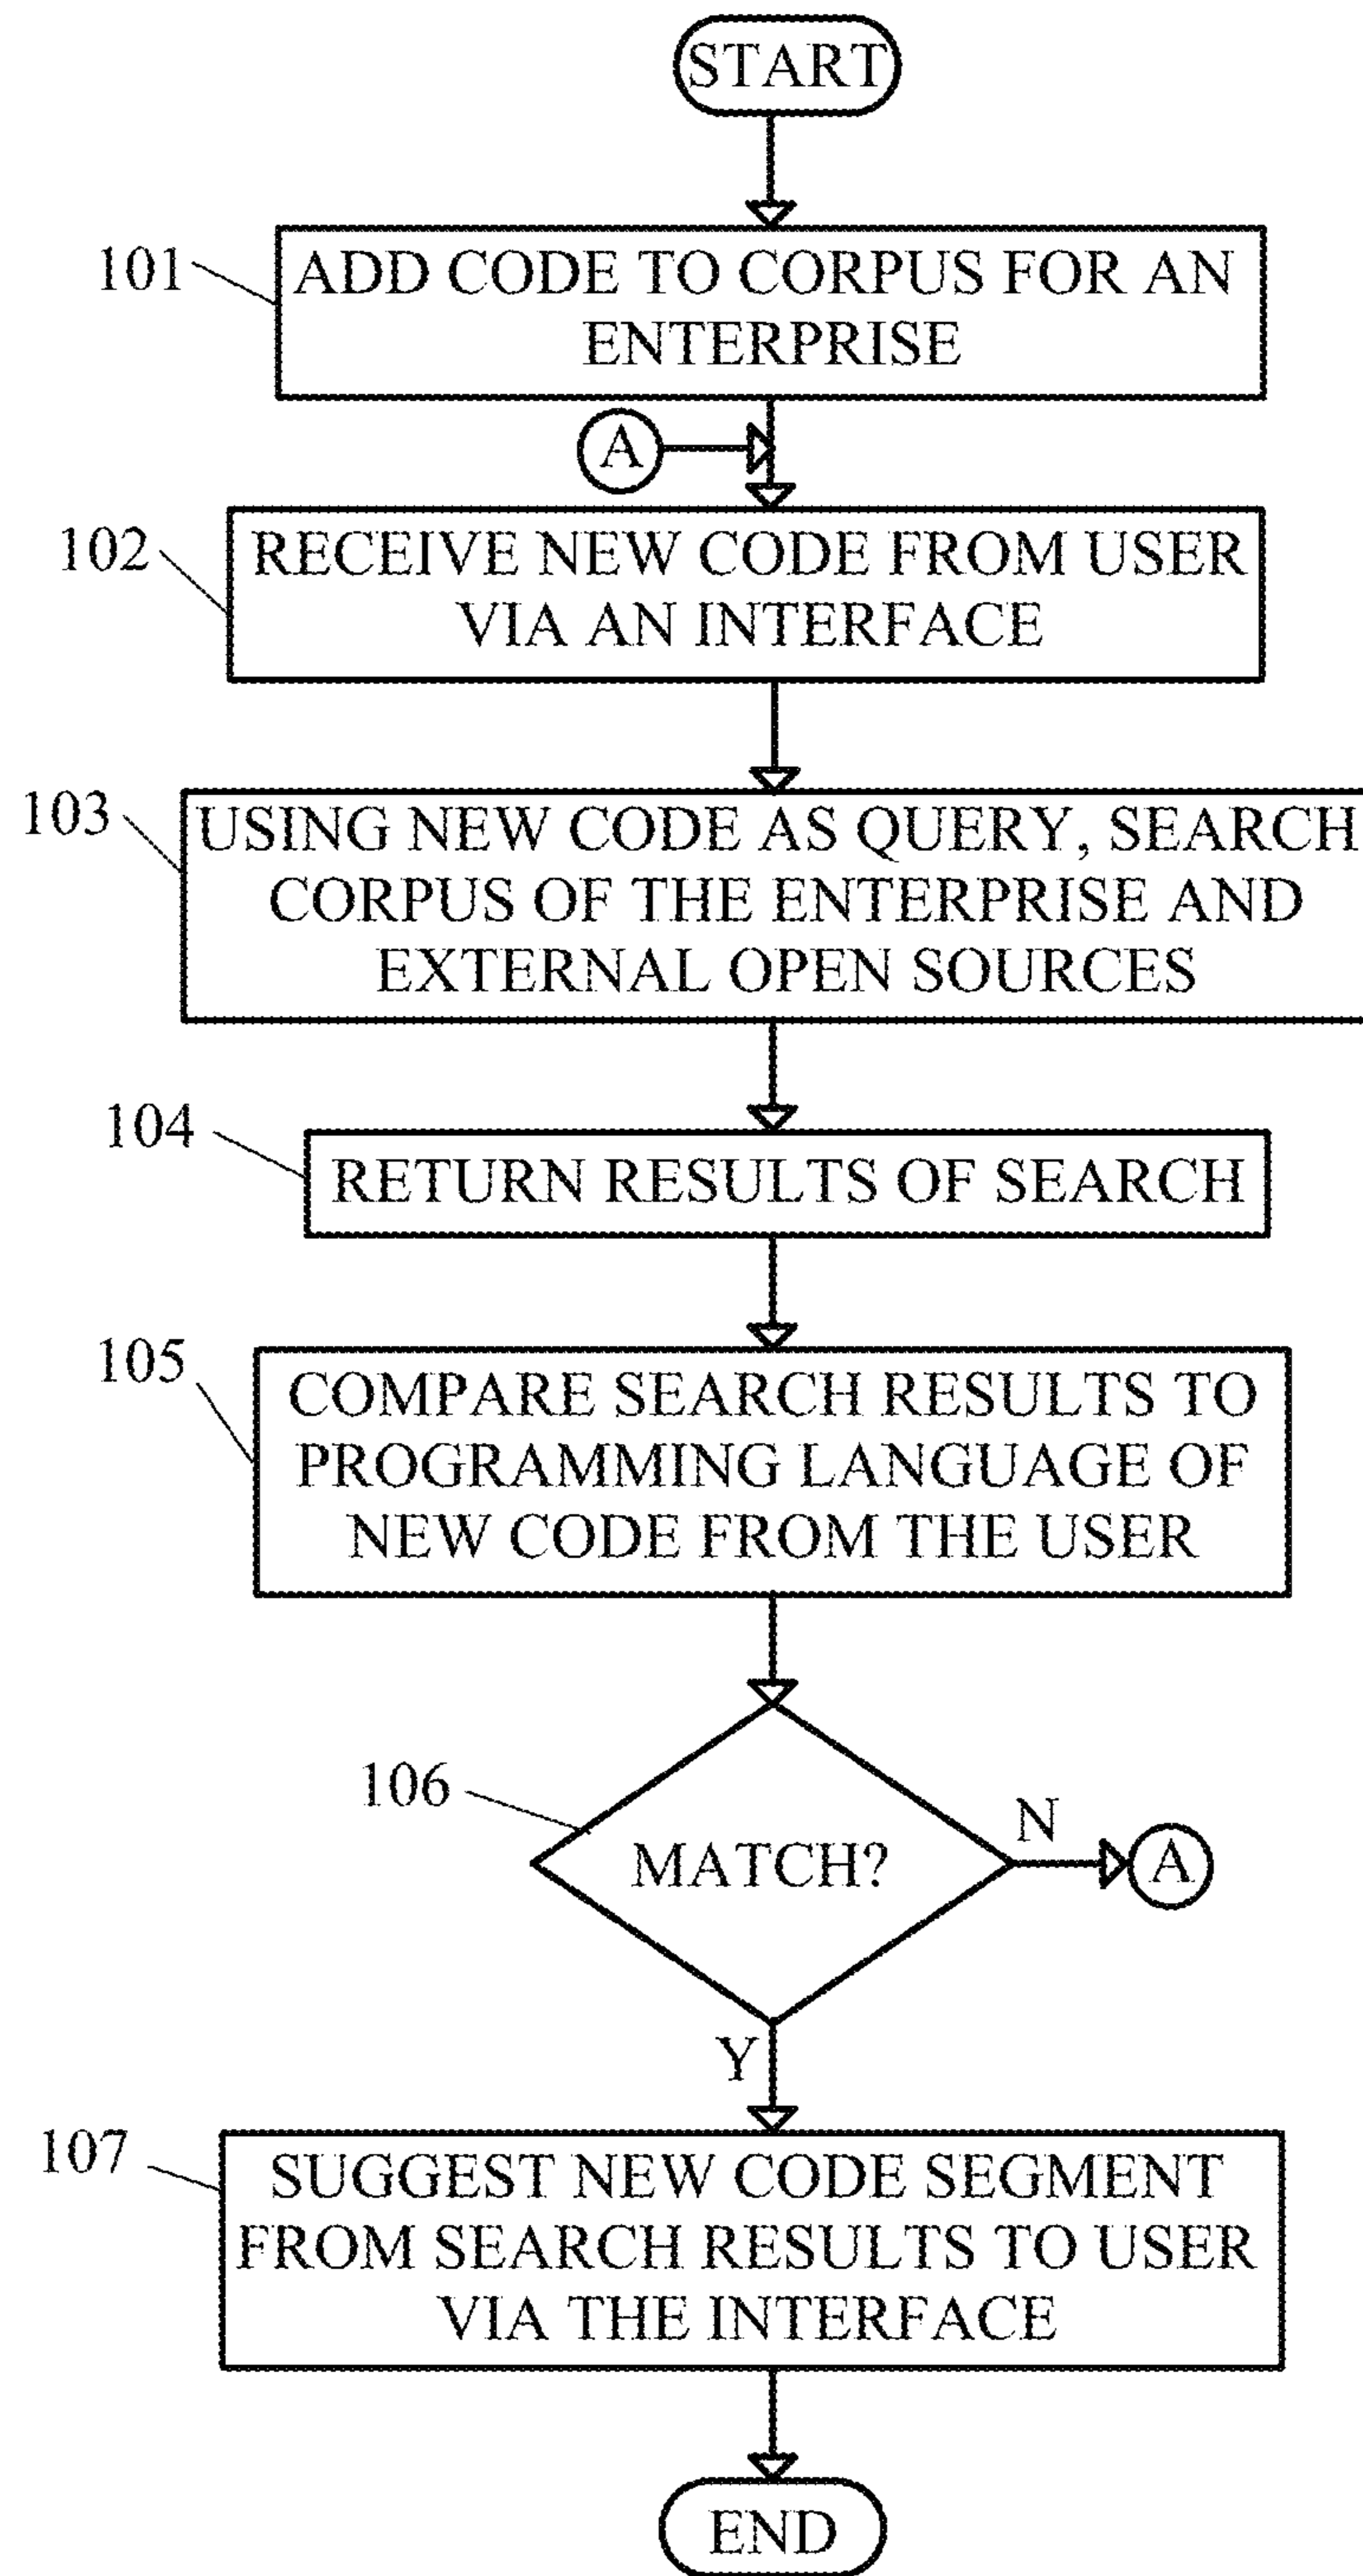 START
101
ADD CODE TO CORPUS FOR AN
ENTERPRISE
A
102
RECEIVE NEW CODE FROM USER
VIA AN INTERFACE
103
USING NEW CODE AS QUERY, SEARCH
CORPUS OF THE ENTERPRISE AND
EXTERNAL OPEN SOURCES
104
RETURN RESULTS OF SEARCH
105
COMPARE SEARCH RESULTS TO
PROGRAMMING LANGUAGE OF
NEW CODE FROM THE USER
106
MATCH?
N
A
Y
107
SUGGEST NEW CODE SEGMENT
FROM SEARCH RESULTS TO USER
VIA THE INTERFACE
END